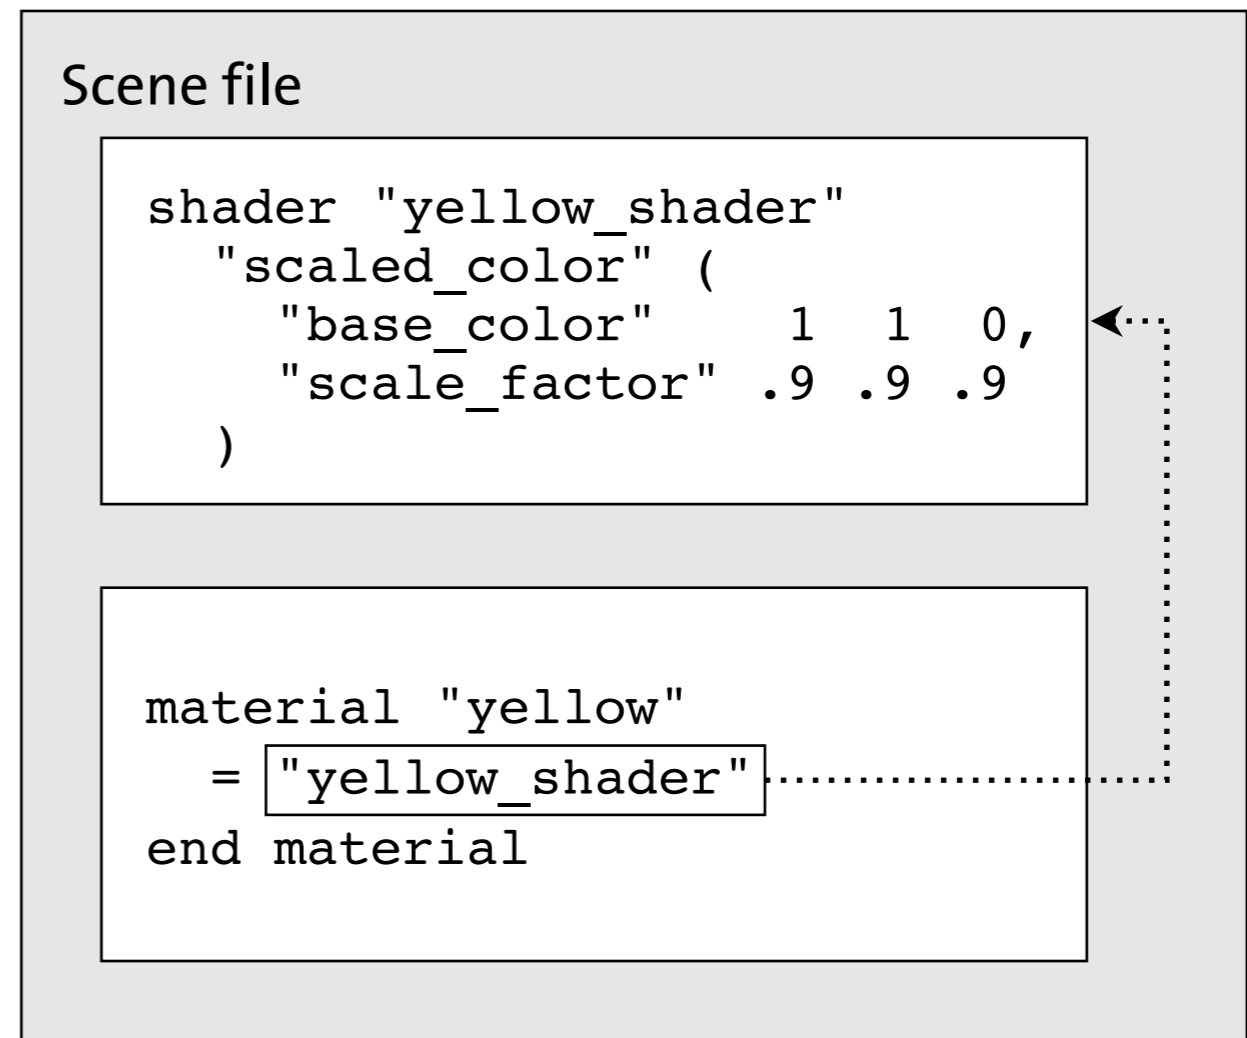 Scene file
shader "yellow_shader"
"scaled_color" (
"base_color" 1 1 0,
"scale_factor" .9 .9 .9
)
material "yellow"
= "yellow_shader"
end material